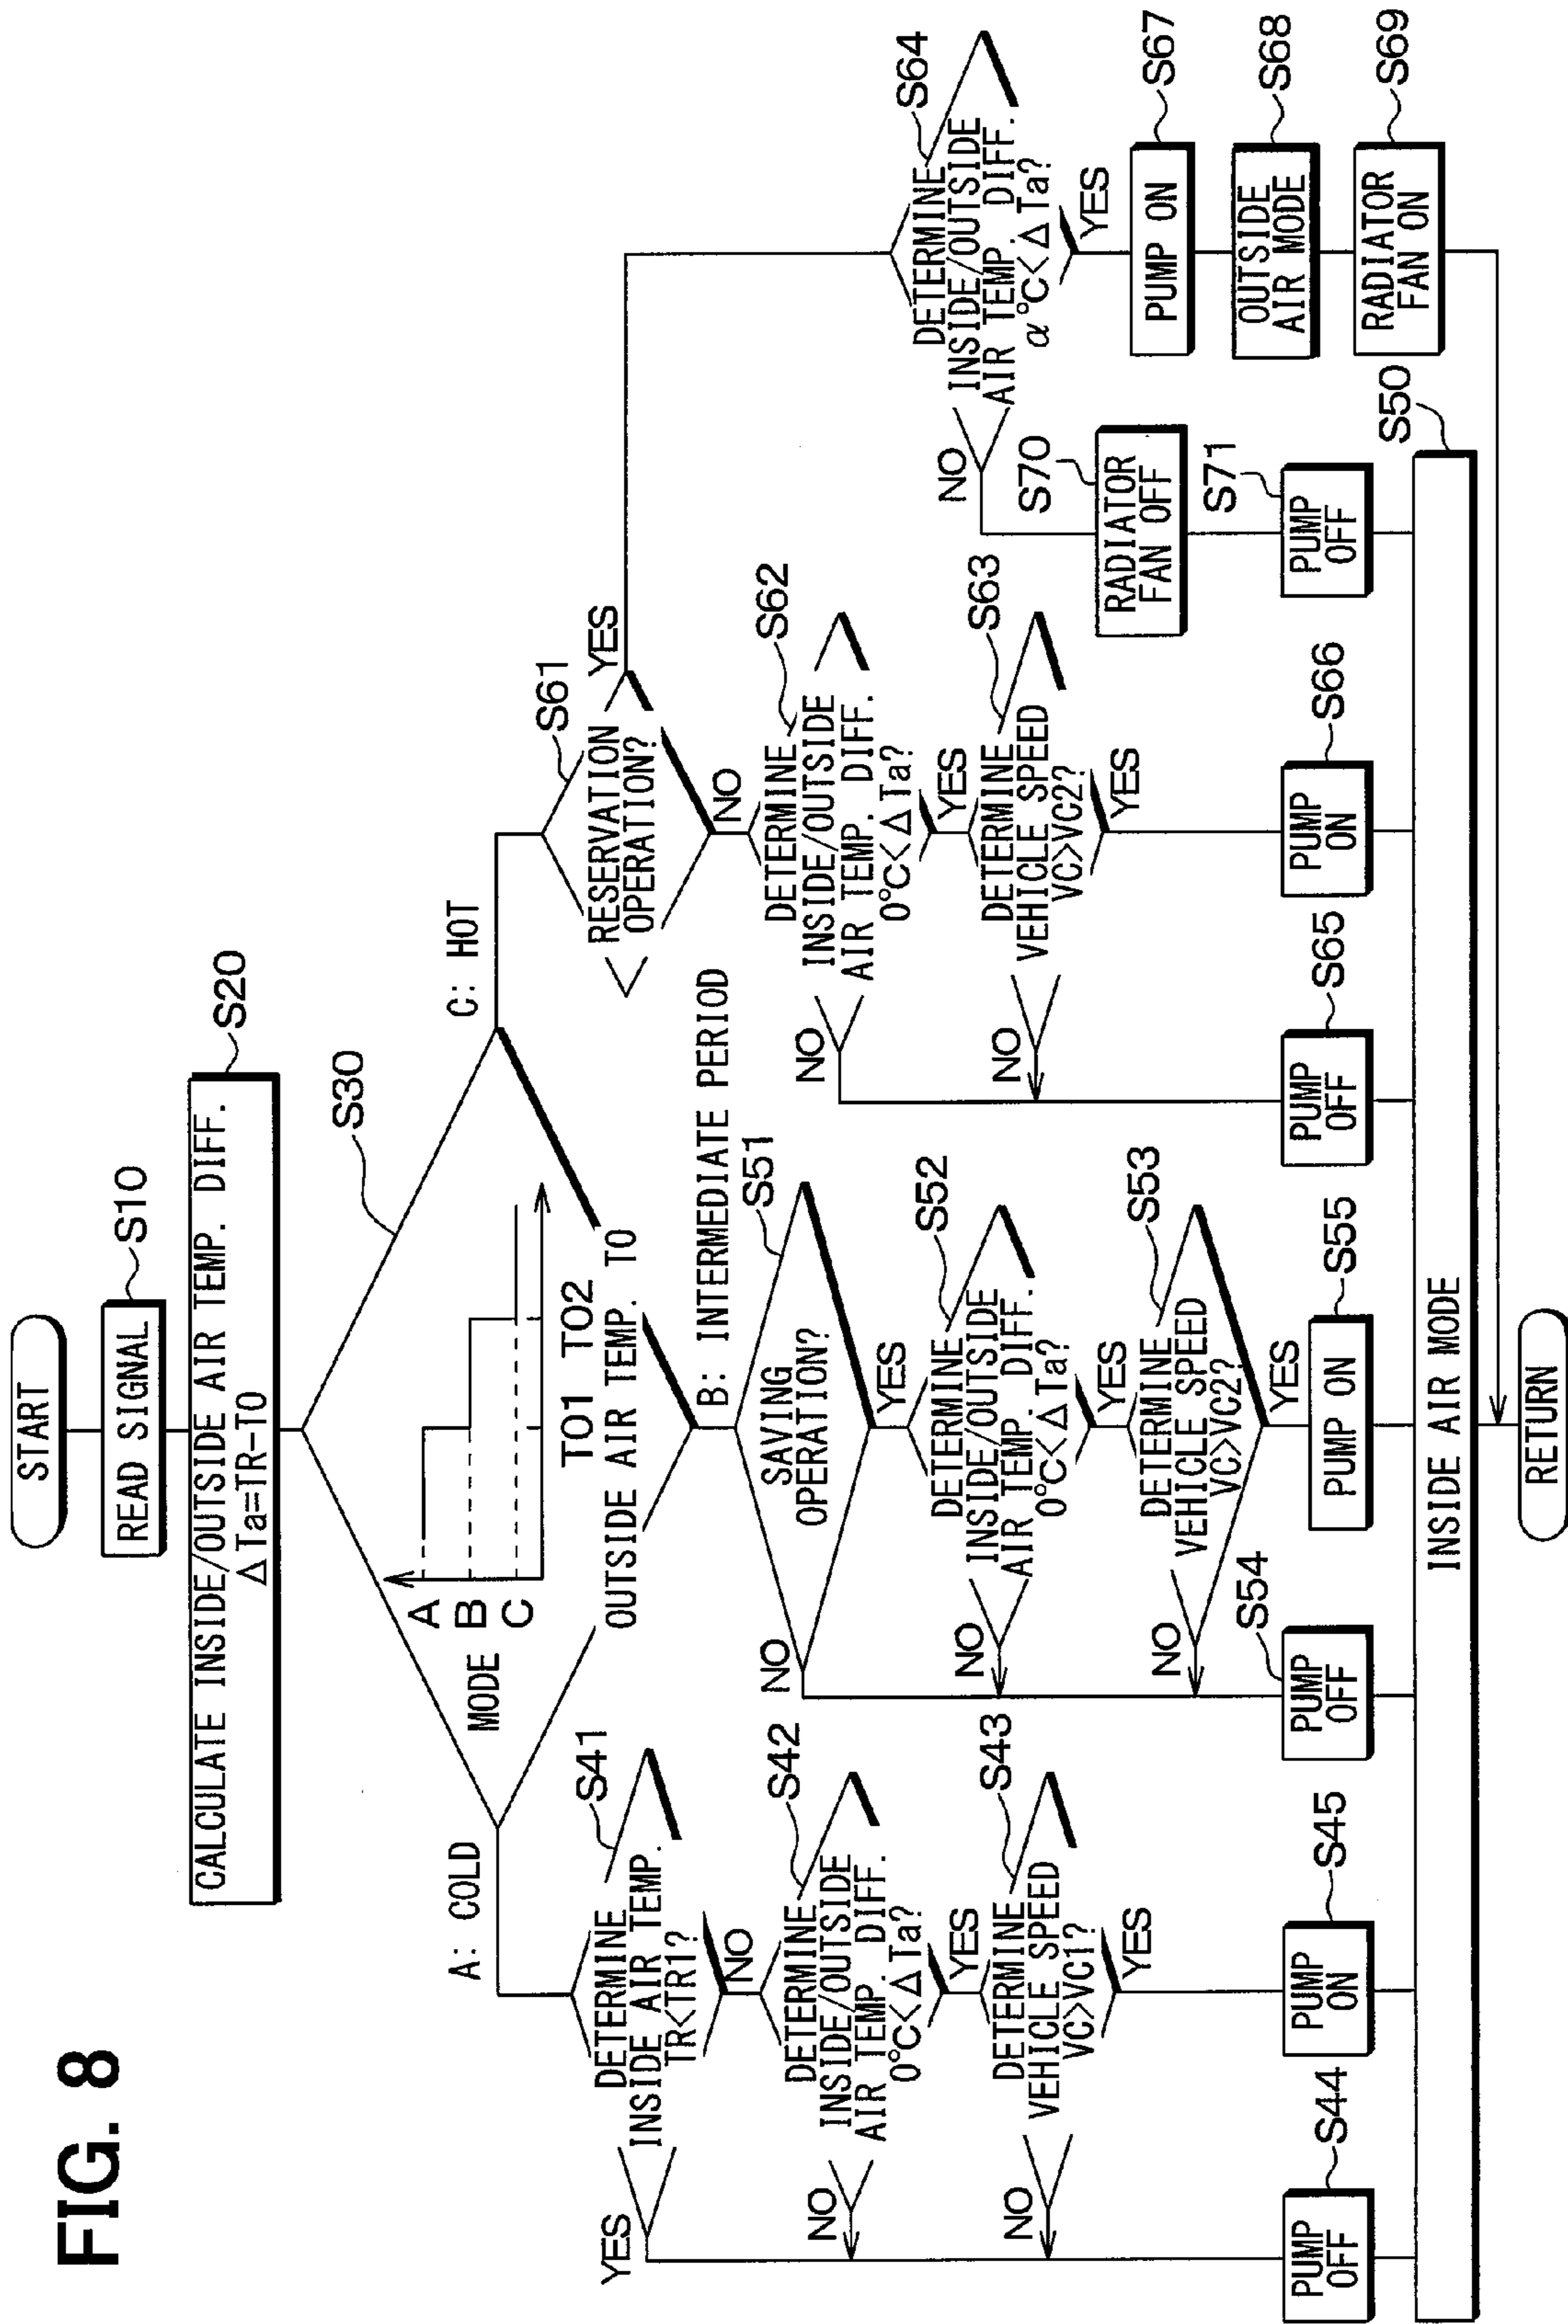 FIG. 8
START
READ SIGNAL
S10
CALCULATE INSIDE/OUTSIDE AIR TEMP. DIFF.
ΔTa=TR-TO
S20
S30
MODE
A
B
C
TO1 TO2
OUTSIDE AIR TEMP. TO
A: COLD
B: INTERMEDIATE PERIOD
C: HOT
DETERMINE
INSIDE AIR TEMP.
TR<TR1?
S41
YES
NO
DETERMINE
INSIDE/OUTSIDE
AIR TEMP. DIFF.
0°C<ΔTa?
S42
NO
YES
DETERMINE
VEHICLE SPEED
VC>VC1?
S43
NO
YES
PUMP
OFF
S44
PUMP
ON
S45
SAVING
OPERATION?
S51
NO
YES
DETERMINE
INSIDE/OUTSIDE
AIR TEMP. DIFF.
0°C<ΔTa?
S52
NO
YES
DETERMINE
VEHICLE SPEED
VC>VC2?
S53
NO
YES
PUMP
OFF
S54
PUMP ON
S55
RESERVATION
OPERATION?
S61
YES
NO
DETERMINE
INSIDE/OUTSIDE
AIR TEMP. DIFF.
0°C<ΔTa?
S62
NO
YES
DETERMINE
VEHICLE SPEED
VC>VC2?
S63
NO
YES
PUMP
OFF
S65
PUMP
ON
S66
DETERMINE
INSIDE/OUTSIDE
AIR TEMP. DIFF.
α°C<ΔTa?
S64
NO
YES
RADIATOR
FAN OFF
S70
PUMP
OFF
S71
PUMP ON
S67
OUTSIDE
AIR MODE
S68
RADIATOR
FAN ON
S69
INSIDE AIR MODE
S50
RETURN